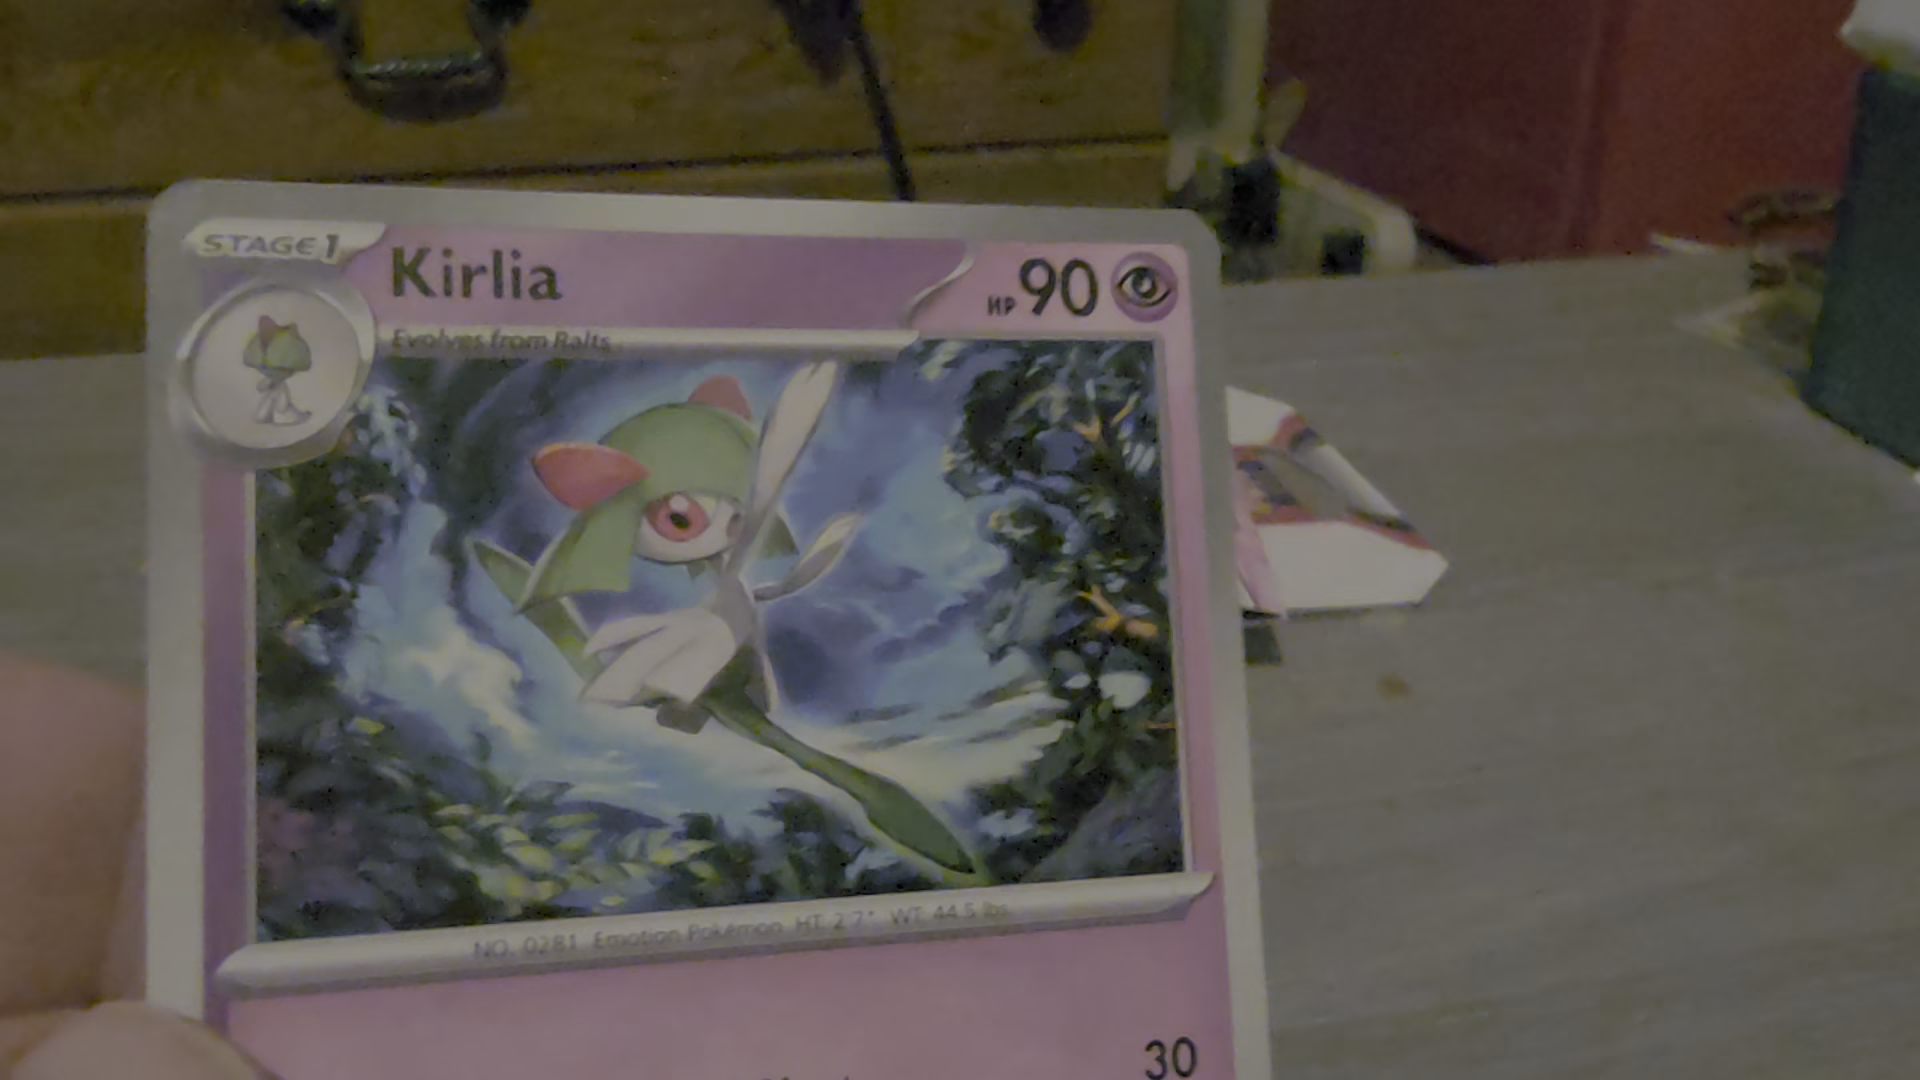 STAGE 1
Kirlia
HP 90
Evolves from Ralts
NO. 0281 Emotion Pokémon HT: 2'7" WT: 44.5 lbs.
30